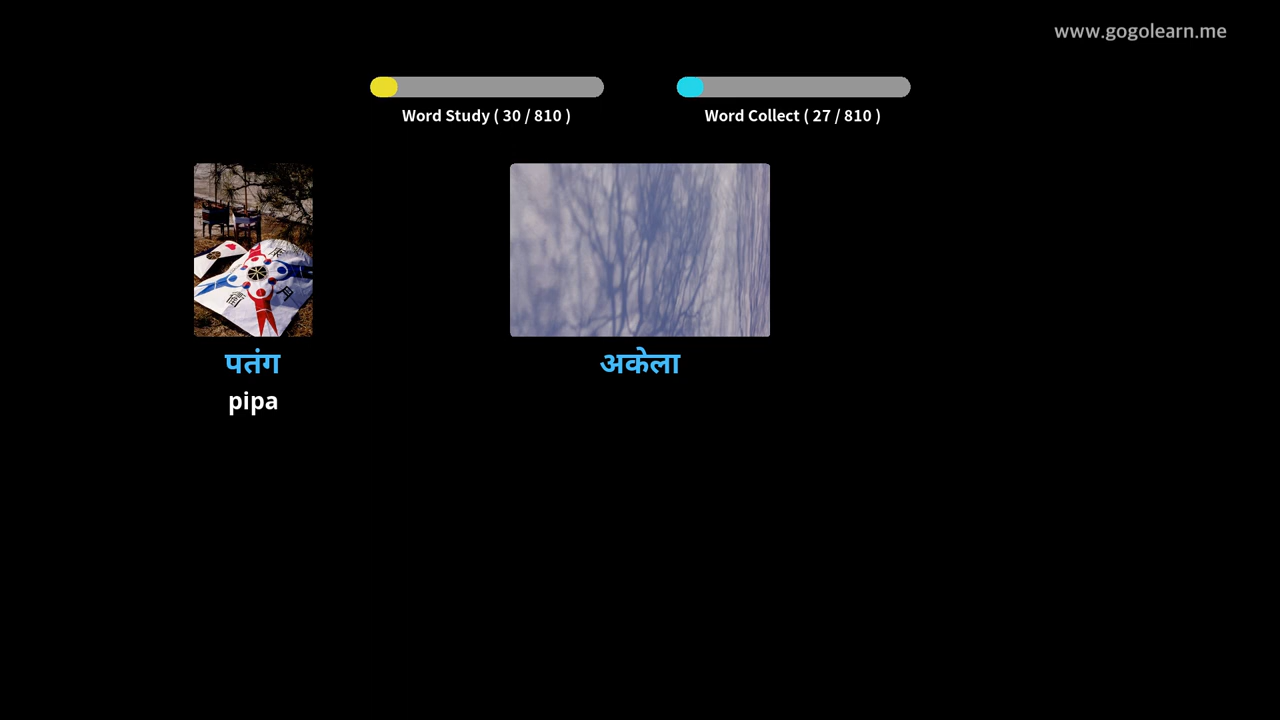 www.gogolearn.me
Word Study ( 30 / 810 )
Word Collect ( 27 / 810 )
पतंग
pipa
अकेला